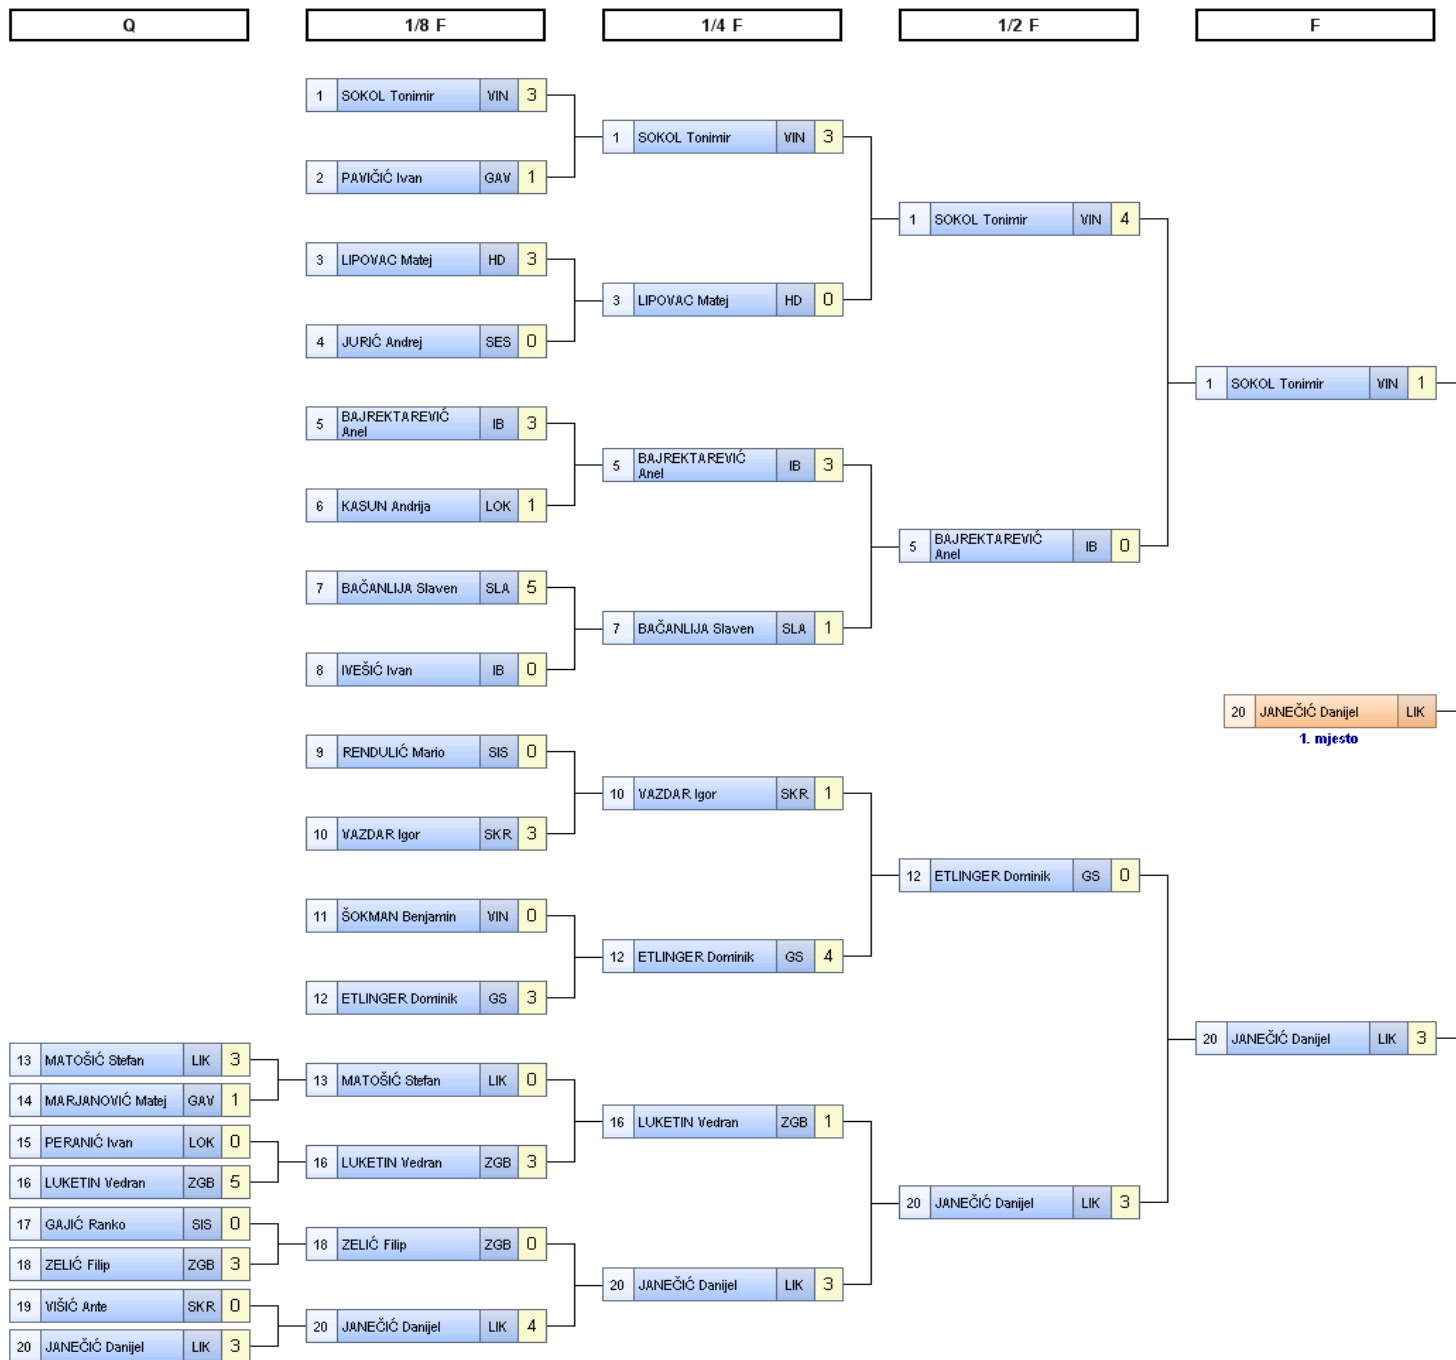 Q 1/8 F 1/4 F 1/2 F F
1 SOKOL Tonimir VIN 3
1 SOKOL Tonimir VIN 3
2 PAVIČIĆ Ivan GAV 1
1 SOKOL Tonimir VIN 4
3 LIPOVAC Matej HD 3
3 LIPOVAC Matej HD 0
4 JURIĆ Andrej SES 0
1 SOKOL Tonimir VIN 1
5 BAJREKTAREVIĆ Anel IB 3
5 BAJREKTAREVIĆ Anel IB 3
6 KASUN Andrija LOK 1
5 BAJREKTAREVIĆ Anel IB 0
7 BAČANLIJA Slaven SLA 5
7 BAČANLIJA Slaven SLA 1
8 IVEŠIĆ Ivan IB 0
20 JANEČIĆ Danijel LIK
1. mjesto
9 RENDULIĆ Mario SIS 0
10 VAZDAR Igor SKR 1
10 VAZDAR Igor SKR 3
12 ETLINGER Dominik GS 0
11 ŠOKMAN Benjamin VIN 0
12 ETLINGER Dominik GS 4
12 ETLINGER Dominik GS 3
20 JANEČIĆ Danijel LIK 3
13 MATOŠIĆ Stefan LIK 3
13 MATOŠIĆ Stefan LIK 0
14 MARJANOVIĆ Matej GAV 1
16 LUKETIN Vedran ZGB 1
15 PERANIĆ Ivan LOK 0
16 LUKETIN Vedran ZGB 3
16 LUKETIN Vedran ZGB 5
20 JANEČIĆ Danijel LIK 3
17 GAJIĆ Ranko SIS 0
18 ZELIĆ Filip ZGB 0
18 ZELIĆ Filip ZGB 3
20 JANEČIĆ Danijel LIK 3
19 VIŠIĆ Ante SKR 0
20 JANEČIĆ Danijel LIK 4
20 JANEČIĆ Danijel LIK 3